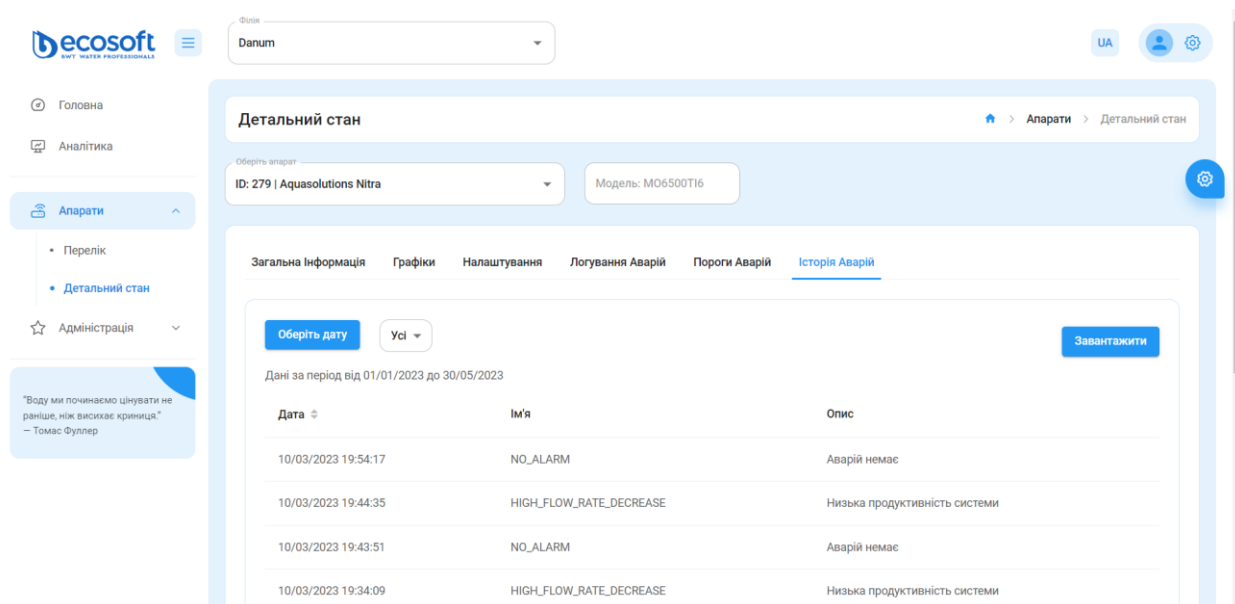 ecosoft
BWT WATER PROFESSIONALS
Філія
Danum
UA
Головна
Аналітика
Апарати
Перелік
Детальний стан
Адміністрація
"Воду ми починаємо цінувати не
раніше, ніж висихає криниця."
— Томас Фуллер
Детальний стан
Апарати > Детальний стан
Оберіть апарат
ID: 279 | Aquasolutions Nitra
Модель: MO6500TI6
Загальна Інформація Графіки Налаштування Логування Аварій Пороги Аварій Історія Аварій
Оберіть дату Усі Завантажити
Дані за період від 01/01/2023 до 30/05/2023
Дата Ім'я Опис
10/03/2023 19:54:17 NO_ALARM Аварій немає
10/03/2023 19:44:35 HIGH_FLOW_RATE_DECREASE Низька продуктивність системи
10/03/2023 19:43:51 NO_ALARM Аварій немає
10/03/2023 19:34:09 HIGH_FLOW_RATE_DECREASE Низька продуктивність системи